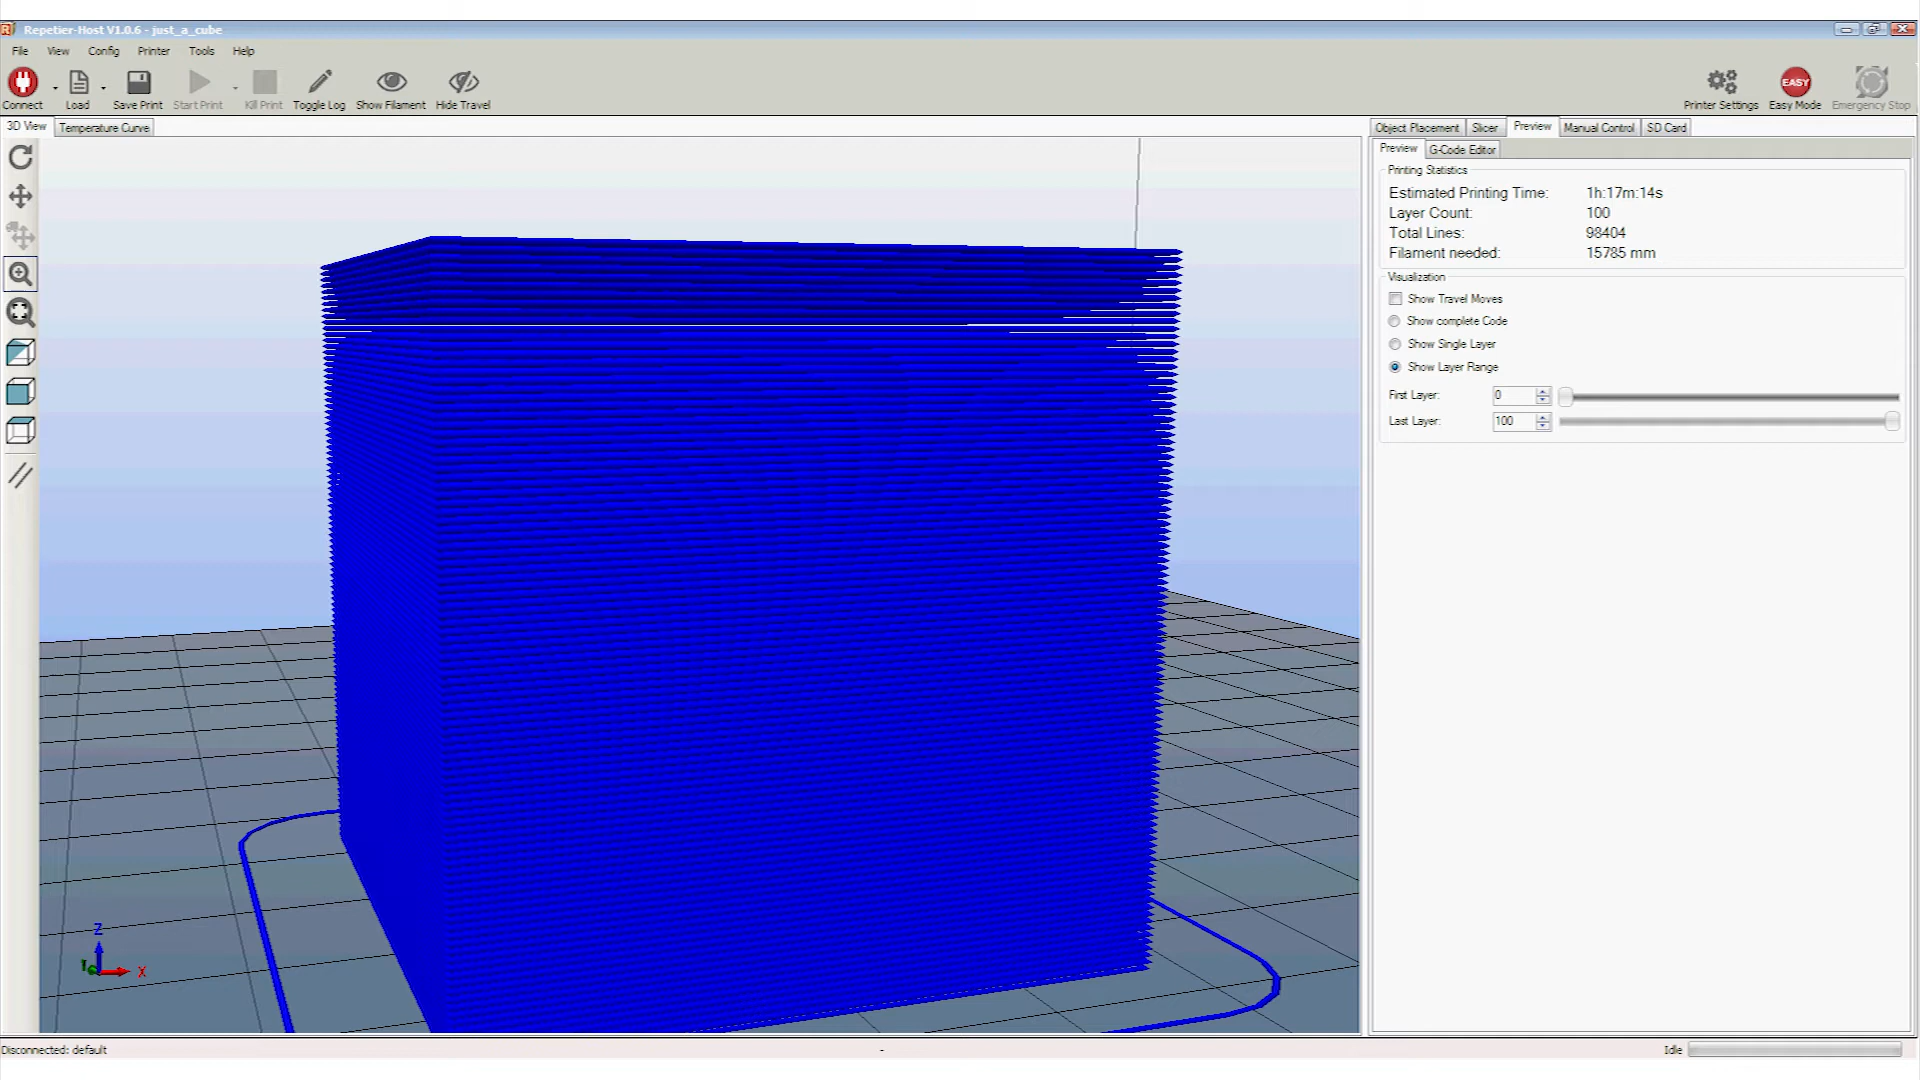 Repetier-Host V1.0.6 - just_a_cube
File View Config Printer Tools Help
Connect Load Save Print Start Print Kill Print Toggle Log Show Filament Hide Travel Printer Settings EASY Easy Mode Emergency Stop
3D View Temperature Curve Object Placement Slicer Preview Manual Control SD Card
Preview G-Code Editor
Printing Statistics
Estimated Printing Time: 1h:17m:14s
Layer Count: 100
Total Lines: 98404
Filament needed: 15785 mm
Visualization
Show Travel Moves
Show complete Code
Show Single Layer
Show Layer Range
First Layer: 0
Last Layer: 100
Z
X
Disconnected: default - Idle